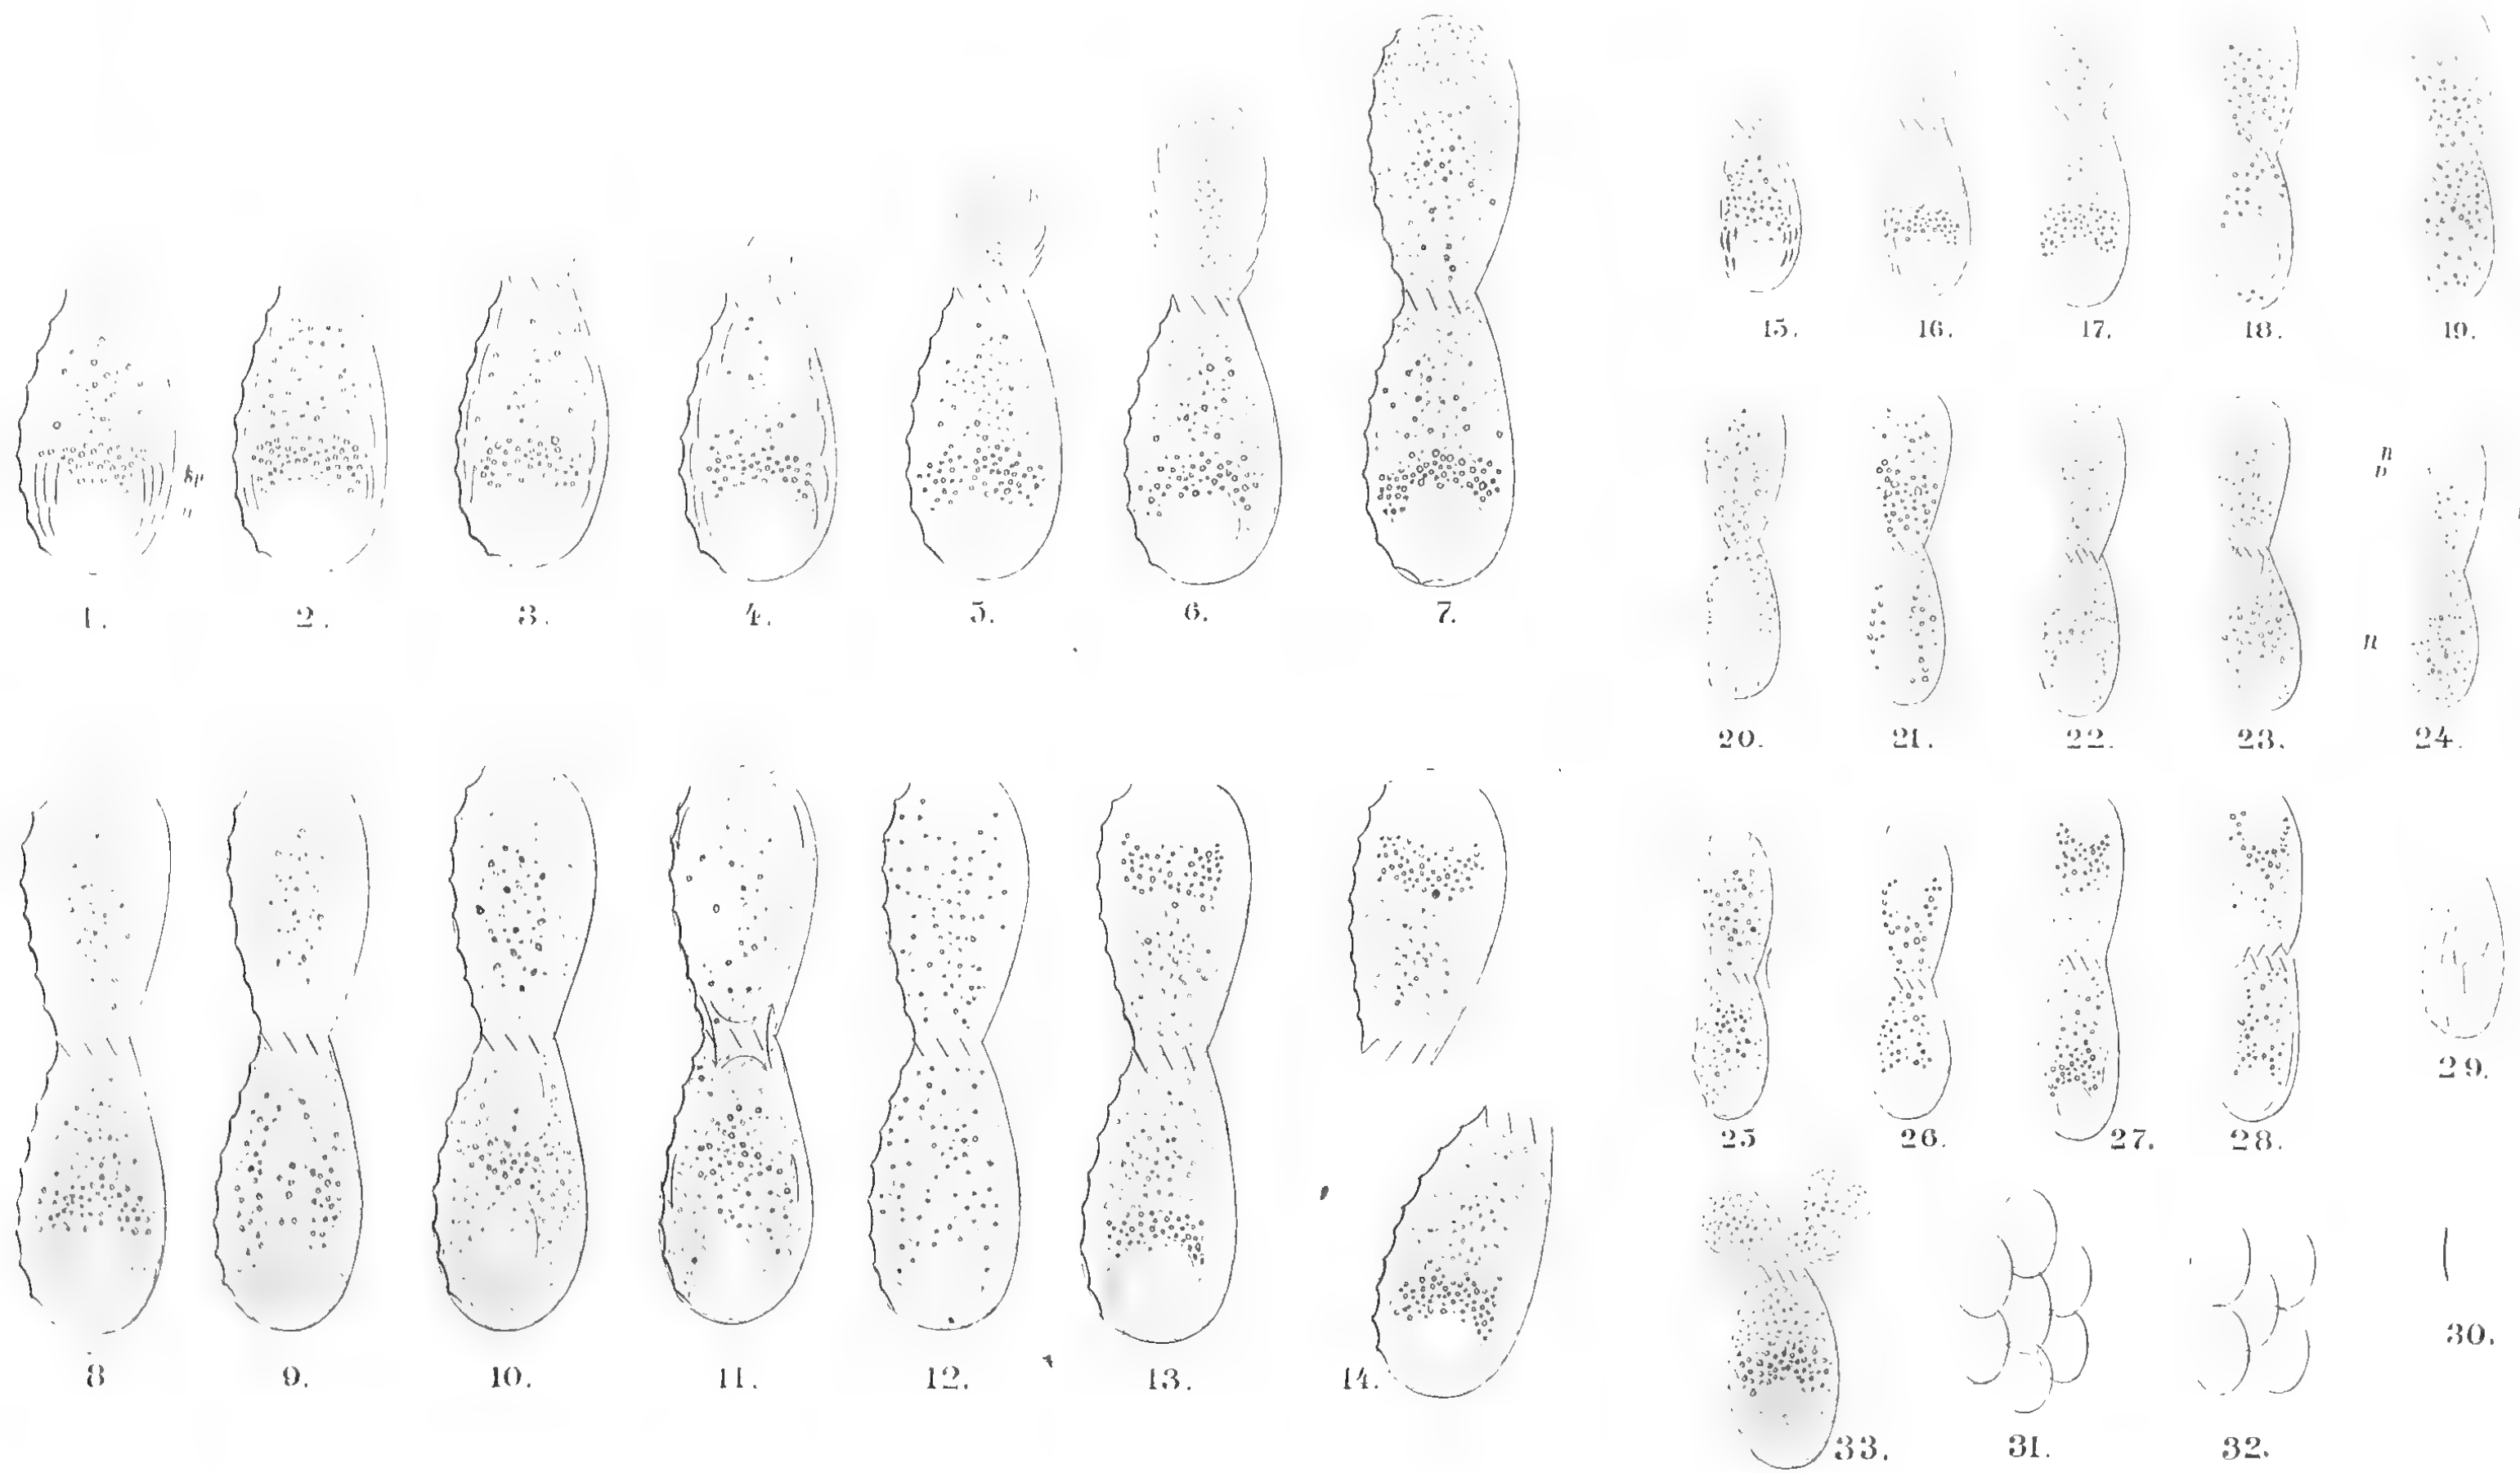 1. 2. 3. 4. 5. 6. 7.
15. 16. 17. 18. 19.
kp
n
n
p
n
20. 21. 22. 23. 24.
8 9. 10. 11. 12. 13. 14.
25 26. 27. 28. 29.
33. 31. 32. 30.